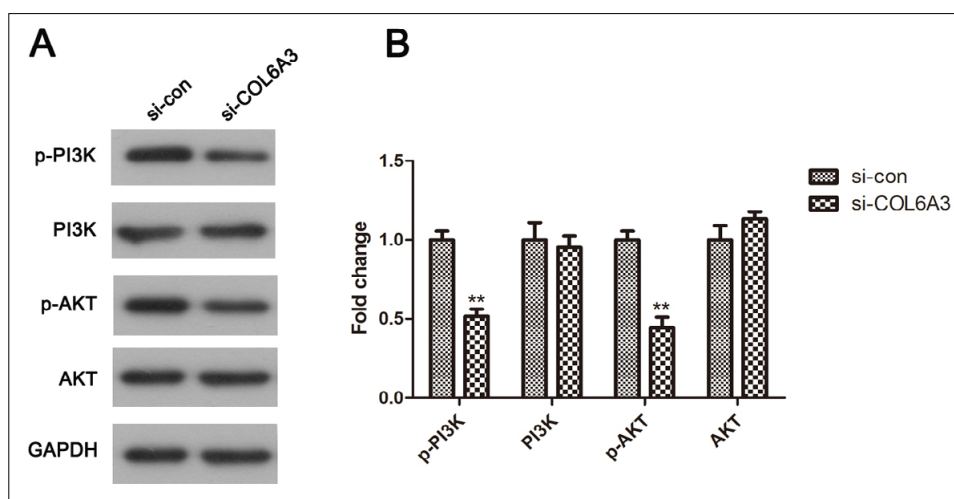 A
si-con
si-COL6A3
p-PI3K
PI3K
p-AKT
AKT
GAPDH
B
Fold change
1.5
1.0
0.5
0.0
**
**
p-PI3K
PI3K
p-AKT
AKT
si-con
si-COL6A3